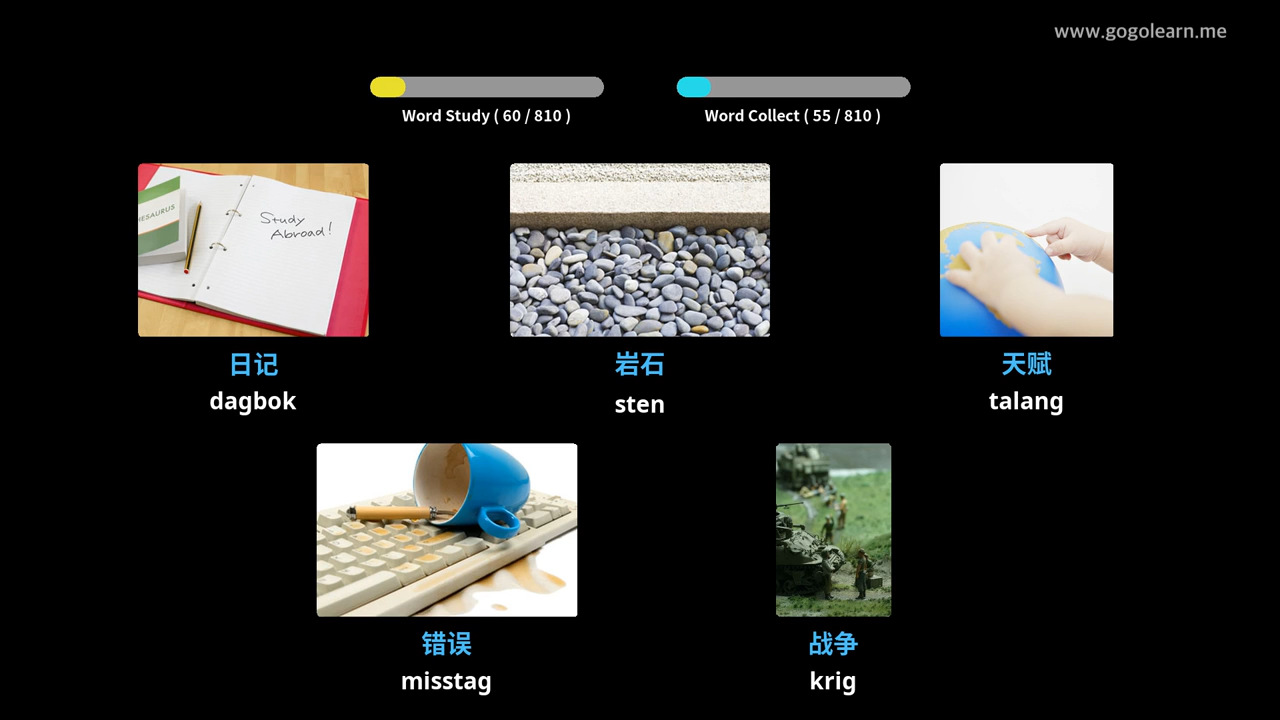 www.gogolearn.me
Word Study ( 60 / 810 )
Word Collect ( 55 / 810 )
HESAURUS
Study
Abroad!
日记
dagbok
岩石
sten
天赋
talang
错误
misstag
战争
krig